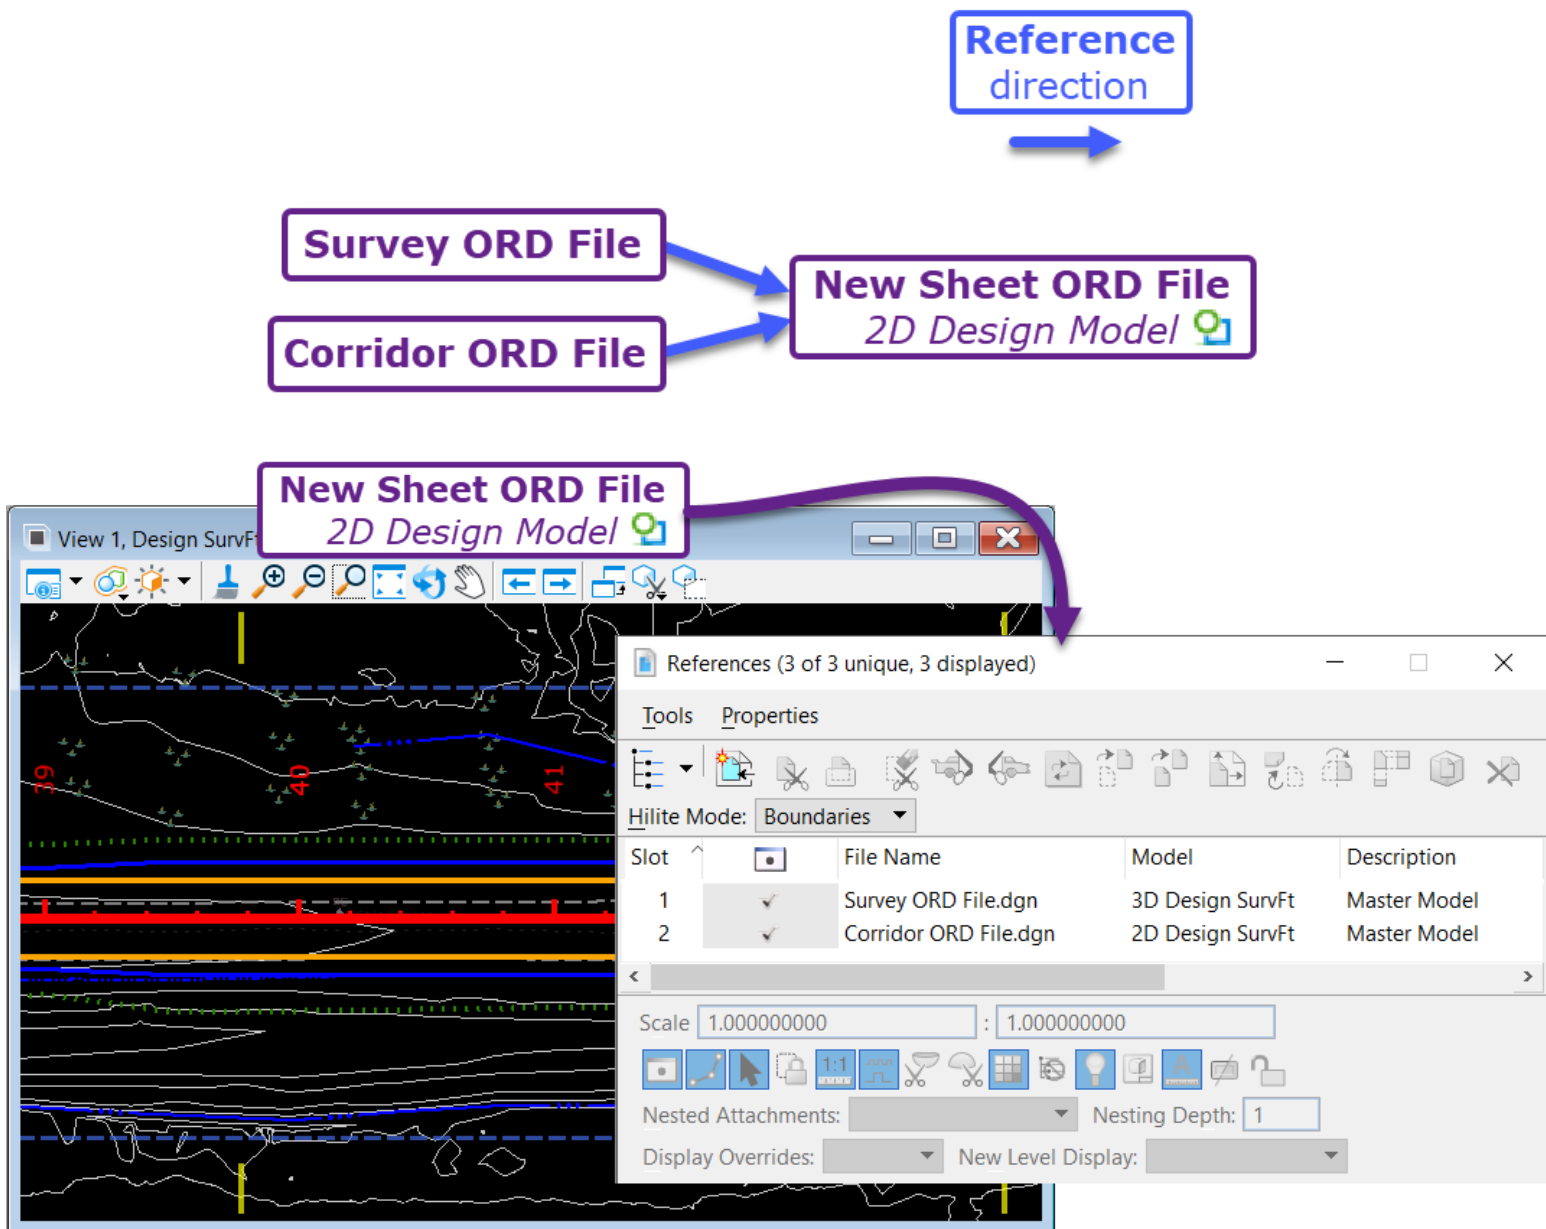 Reference
direction
Survey ORD File
Corridor ORD File
New Sheet ORD File
2D Design Model
New Sheet ORD File
2D Design Model
View 1, Design SurvF
References (3 of 3 unique, 3 displayed)
Tools Properties
Hilite Mode: Boundaries
Slot File Name Model Description
1 Survey ORD File.dgn 3D Design SurvFt Master Model
2 Corridor ORD File.dgn 2D Design SurvFt Master Model
39
40
41
Scale 1.000000000 : 1.000000000
1:1
Nested Attachments: Nesting Depth: 1
Display Overrides: New Level Display: